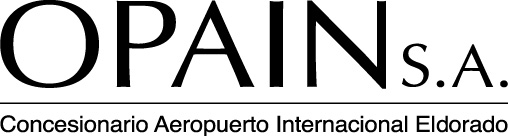 OPAIN S.A.
Concesionario Aeropuerto Internacional Eldorado